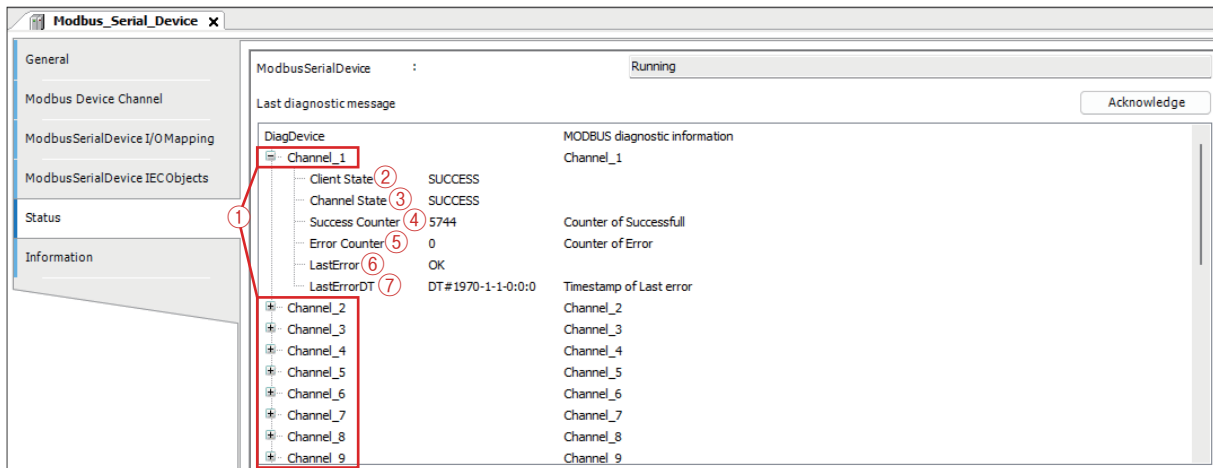 Modbus_Serial_Device X
General
Modbus Device Channel
ModbusSerialDevice I/O Mapping
ModbusSerialDevice IEC Objects
Status
Information
ModbusSerialDevice : Running
Last diagnostic message Acknowledge
DiagDevice MODBUS diagnostic information
Channel_1 Channel_1
Client State ② SUCCESS
Channel State ③ SUCCESS
① Success Counter ④ 5744 Counter of Successfull
Error Counter ⑤ 0 Counter of Error
LastError ⑥ OK
LastErrorDT ⑦ DT#1970-1-1-0:0:0 Timestamp of Last error
Channel_2 Channel_2
Channel_3 Channel_3
Channel_4 Channel_4
Channel_5 Channel_5
Channel_6 Channel_6
Channel_7 Channel_7
Channel_8 Channel_8
Channel_9 Channel_9